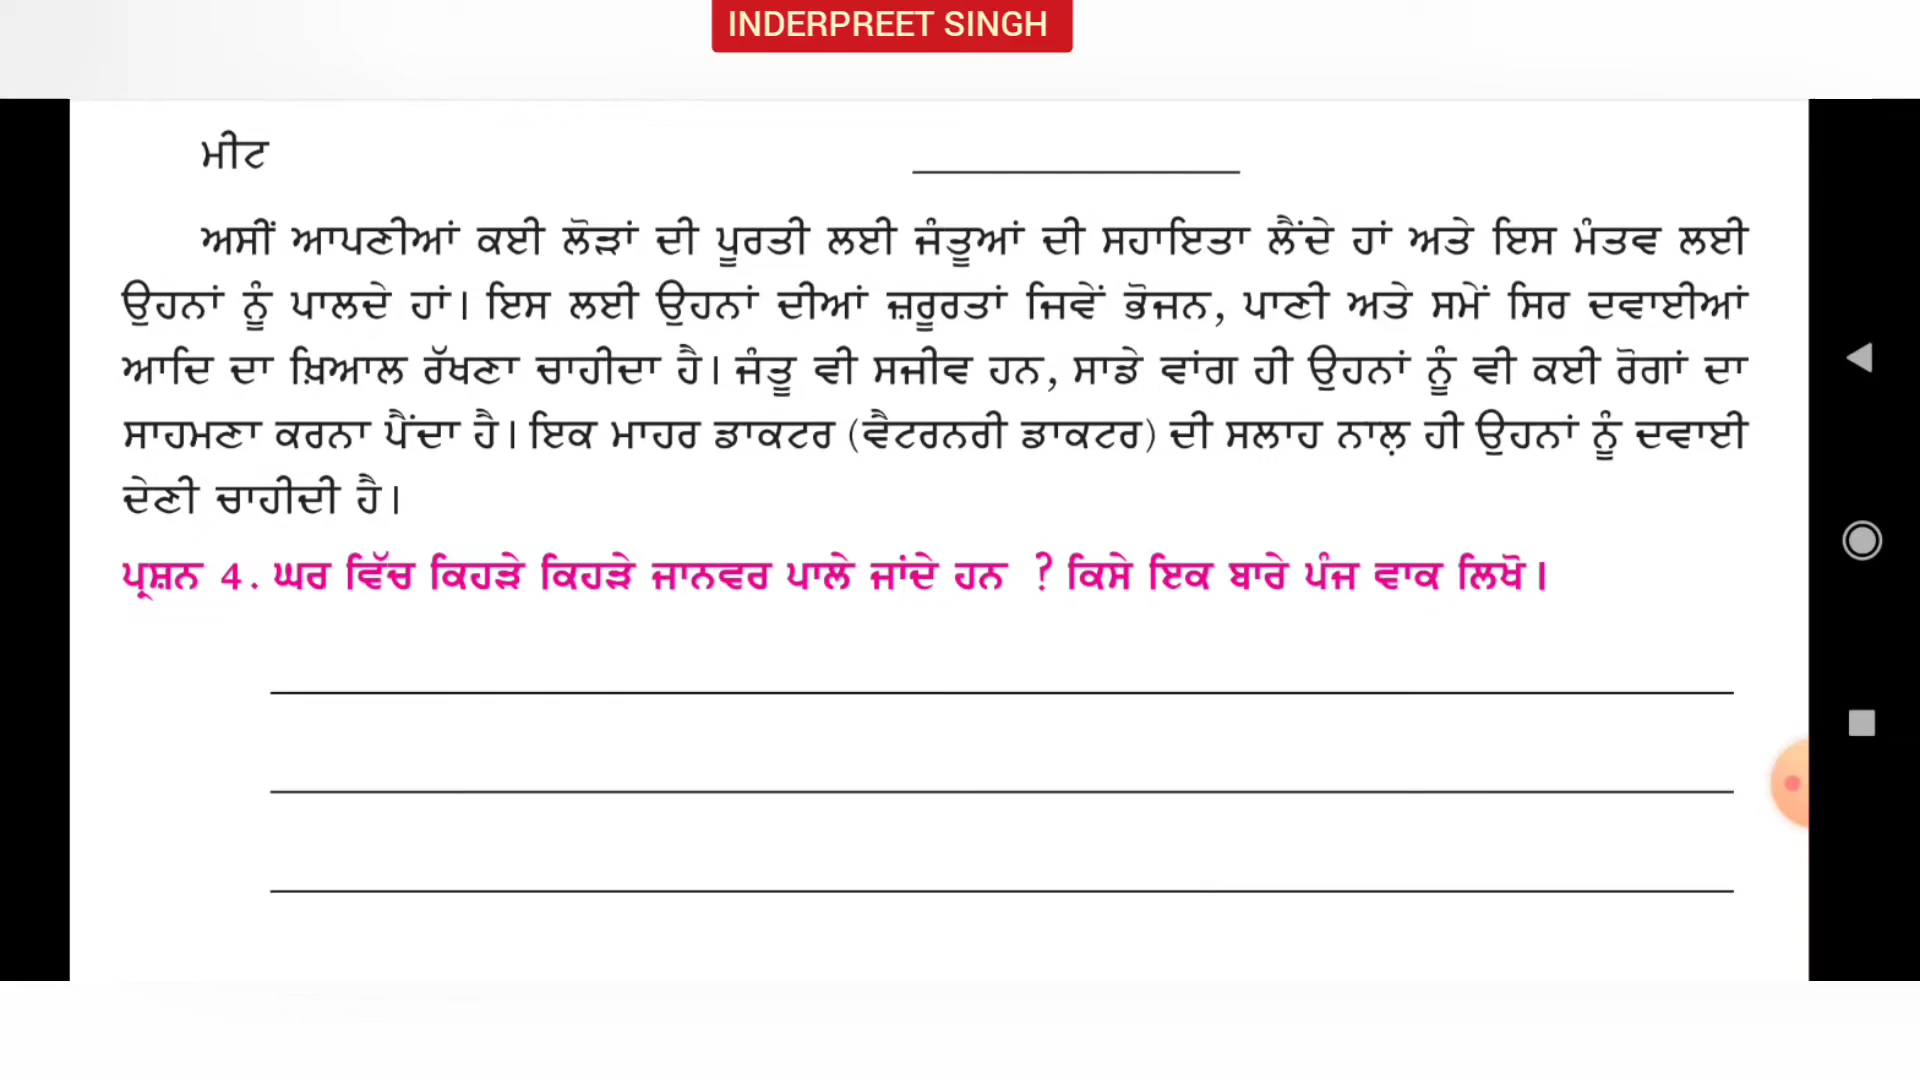 INDERPREET SINGH
ਮੀਟ
ਅਸੀਂ ਆਪਣੀਆਂ ਕਈ ਲੋੜਾਂ ਦੀ ਪੂਰਤੀ ਲਈ ਜੰਤੂਆਂ ਦੀ ਸਹਾਇਤਾ ਲੈਂਦੇ ਹਾਂ ਅਤੇ ਇਸ ਮੰਤਵ ਲਈ
ਉਹਨਾਂ ਨੂੰ ਪਾਲਦੇ ਹਾਂ। ਇਸ ਲਈ ਉਹਨਾਂ ਦੀਆਂ ਜ਼ਰੂਰਤਾਂ ਜਿਵੇਂ ਭੋਜਨ, ਪਾਣੀ ਅਤੇ ਸਮੇਂ ਸਿਰ ਦਵਾਈਆਂ
ਆਦਿ ਦਾ ਖ਼ਿਆਲ ਰੱਖਣਾ ਚਾਹੀਦਾ ਹੈ। ਜੰਤੂ ਵੀ ਸਜੀਵ ਹਨ, ਸਾਡੇ ਵਾਂਗ ਹੀ ਉਹਨਾਂ ਨੂੰ ਵੀ ਕਈ ਰੋਗਾਂ ਦਾ
ਸਾਹਮਣਾ ਕਰਨਾ ਪੈਂਦਾ ਹੈ। ਇਕ ਮਾਹਰ ਡਾਕਟਰ (ਵੈਟਰਨਰੀ ਡਾਕਟਰ) ਦੀ ਸਲਾਹ ਨਾਲ਼ ਹੀ ਉਹਨਾਂ ਨੂੰ ਦਵਾਈ
ਦੇਣੀ ਚਾਹੀਦੀ ਹੈ।
ਪ੍ਰਸ਼ਨ 4. ਘਰ ਵਿੱਚ ਕਿਹੜੇ ਕਿਹੜੇ ਜਾਨਵਰ ਪਾਲੇ ਜਾਂਦੇ ਹਨ ? ਕਿਸੇ ਇਕ ਬਾਰੇ ਪੰਜ ਵਾਕ ਲਿਖੋ।